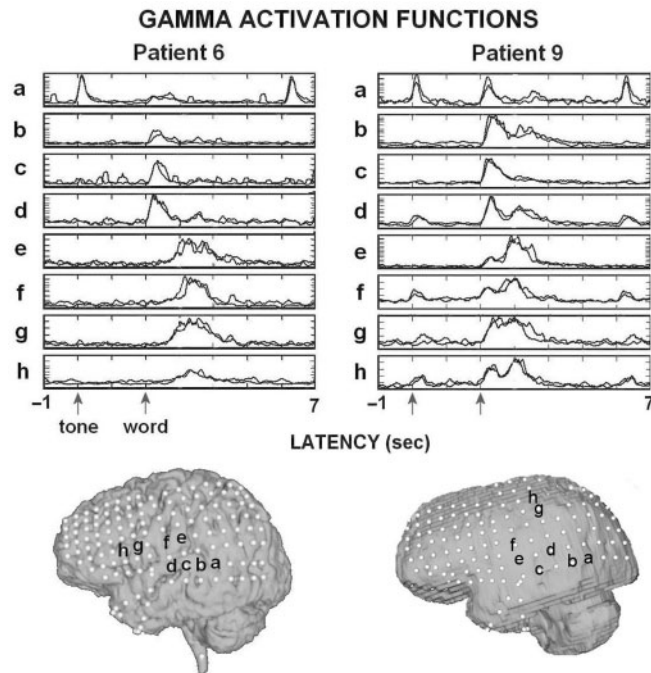 GAMMA ACTIVATION FUNCTIONS
Patient 6 Patient 9
a a
b b
c c
d d
e e
f f
g g
h h
–1 7 -1 7
tone word
LATENCY (sec)
h g f e d c b a
h g f e d c b a